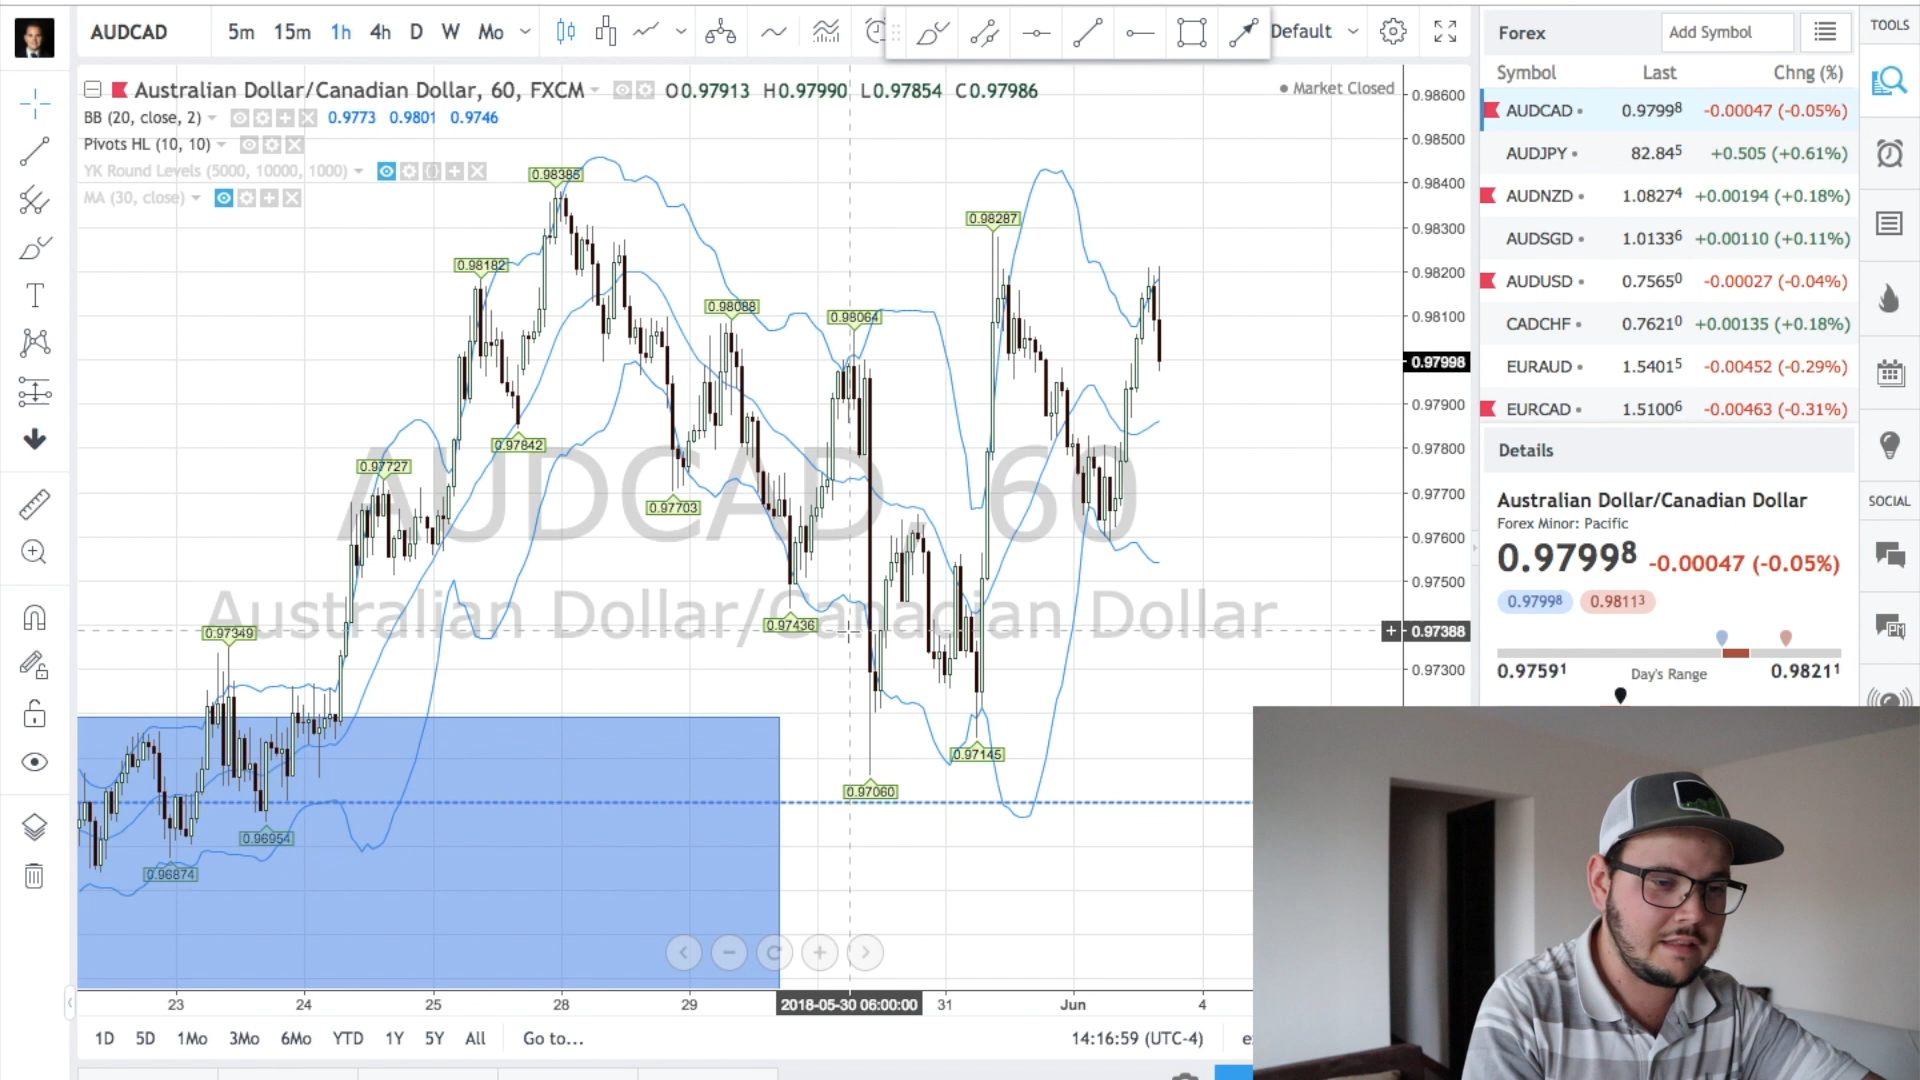 AUDCAD
5m 15m 1h 4h D W Mo
Default
Australian Dollar/Canadian Dollar, 60, FXCM O0.97913 H0.97990 L0.97854 C0.97986
Market Closed
BB (20, close, 2) 0.9773 0.9801 0.9746
Pivots HL (10, 10)
YK Round Levels (5000, 10000, 1000)
MA (30, close)
AUDCAD, 60
Australian Dollar/Canadian Dollar
0.98385
0.98287
0.98182
0.98088
0.98064
0.97842
0.97727
0.97703
0.97436
0.97349
0.97145
0.97060
0.96954
0.96874
0.98600
0.98500
0.98400
0.98300
0.98200
0.98100
0.97998
0.97900
0.97800
0.97700
0.97600
0.97500
+ 0.97388
0.97300
23 24 25 28 29 2018-05-30 06:00:00 31 Jun 4
1D 5D 1Mo 3Mo 6Mo YTD 1Y 5Y All Go to...
14:16:59 (UTC-4)
Forex
Add Symbol
Symbol Last Chng (%)
AUDCAD 0.97998 -0.00047 (-0.05%)
AUDJPY 82.845 +0.505 (+0.61%)
AUDNZD 1.08274 +0.00194 (+0.18%)
AUDSGD 1.01336 +0.00110 (+0.11%)
AUDUSD 0.75650 -0.00027 (-0.04%)
CADCHF 0.76210 +0.00135 (+0.18%)
EURAUD 1.54015 -0.00452 (-0.29%)
EURCAD 1.51006 -0.00463 (-0.31%)
Details
Australian Dollar/Canadian Dollar
Forex Minor: Pacific
0.97998 -0.00047 (-0.05%)
0.97998 0.98113
0.97591 Day's Range 0.98211
TOOLS
SOCIAL
PM